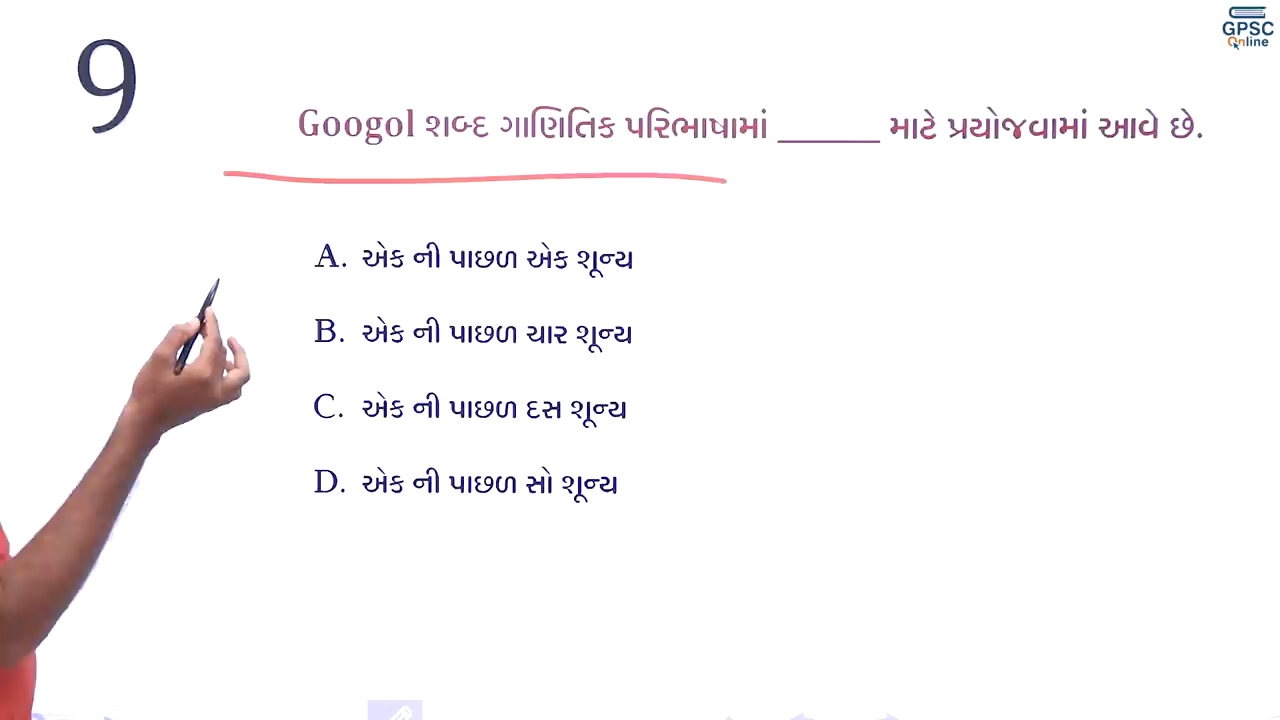 GPSC
Online
9
Googol શબ્દ ગાણિતિક પરિભાષામાં ______ માટે પ્રયોજવામાં આવે છે.
A. એક ની પાછળ એક શૂન્ય
B. એક ની પાછળ ચાર શૂન્ય
C. એક ની પાછળ દસ શૂન્ય
D. એક ની પાછળ સો શૂન્ય